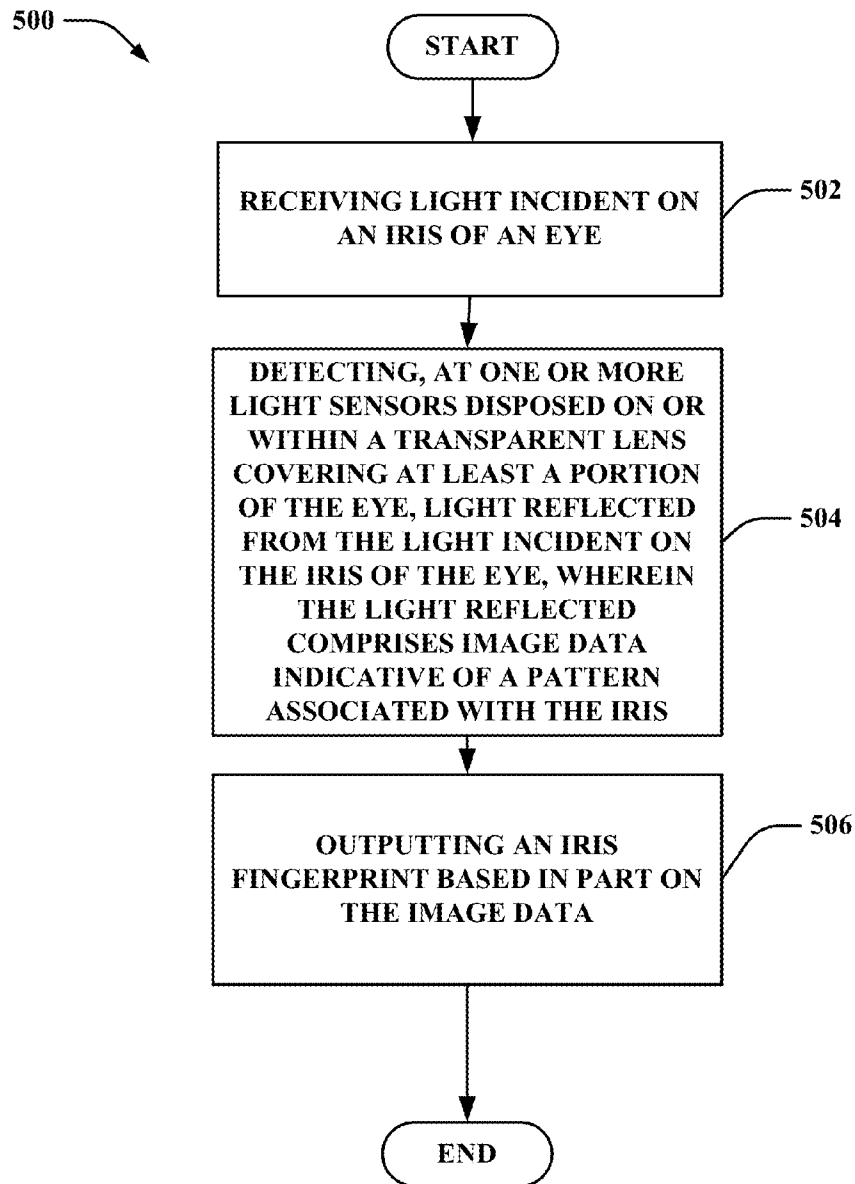 500
START
RECEIVING LIGHT INCIDENT ON
AN IRIS OF AN EYE
502
DETECTING, AT ONE OR MORE
LIGHT SENSORS DISPOSED ON OR
WITHIN A TRANSPARENT LENS
COVERING AT LEAST A PORTION
OF THE EYE, LIGHT REFLECTED
FROM THE LIGHT INCIDENT ON
THE IRIS OF THE EYE, WHEREIN
THE LIGHT REFLECTED
COMPRISES IMAGE DATA
INDICATIVE OF A PATTERN
ASSOCIATED WITH THE IRIS
504
OUTPUTTING AN IRIS
FINGERPRINT BASED IN PART ON
THE IMAGE DATA
506
END